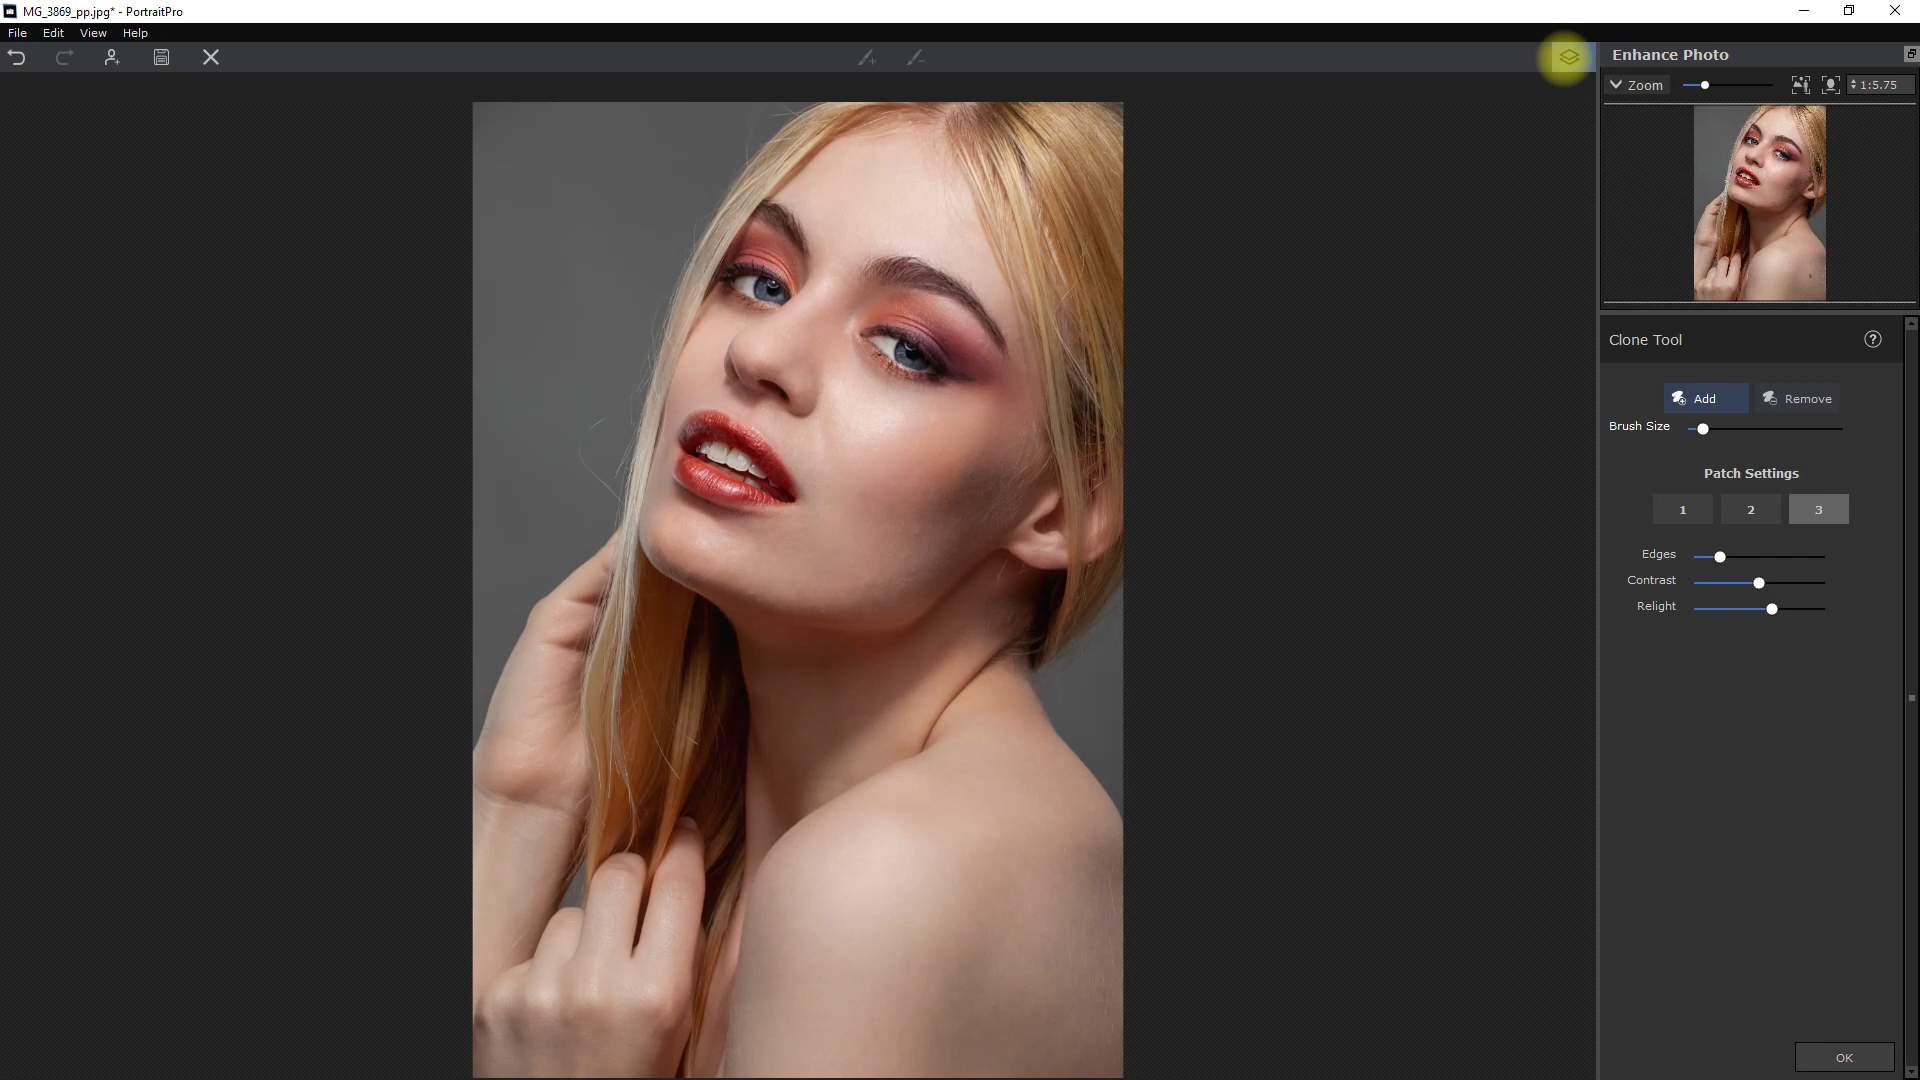 MG_3869_pp.jpg* - PortraitPro
File Edit View Help
Enhance Photo
Zoom
1:5.75
Clone Tool
?
Add Remove
Brush Size
Patch Settings
1 2 3
Edges
Contrast
Relight
OK